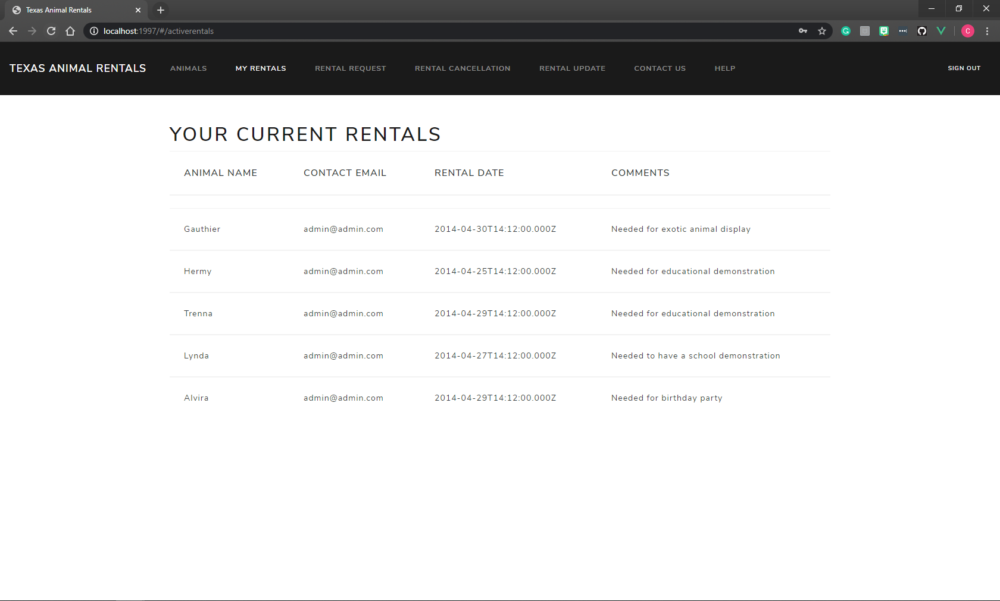 Texas Animal Rentals
localhost:1997/#/activerentals
C
TEXAS ANIMAL RENTALS ANIMALS MY RENTALS RENTAL REQUEST RENTAL CANCELLATION RENTAL UPDATE CONTACT US HELP SIGN OUT
YOUR CURRENT RENTALS
ANIMAL NAME CONTACT EMAIL RENTAL DATE COMMENTS
Gauthier admin@admin.com 2014-04-30T14:12:00.000Z Needed for exotic animal display
Hermy admin@admin.com 2014-04-25T14:12:00.000Z Needed for educational demonstration
Trenna admin@admin.com 2014-04-29T14:12:00.000Z Needed for educational demonstration
Lynda admin@admin.com 2014-04-27T14:12:00.000Z Needed to have a school demonstration
Alvira admin@admin.com 2014-04-29T14:12:00.000Z Needed for birthday party